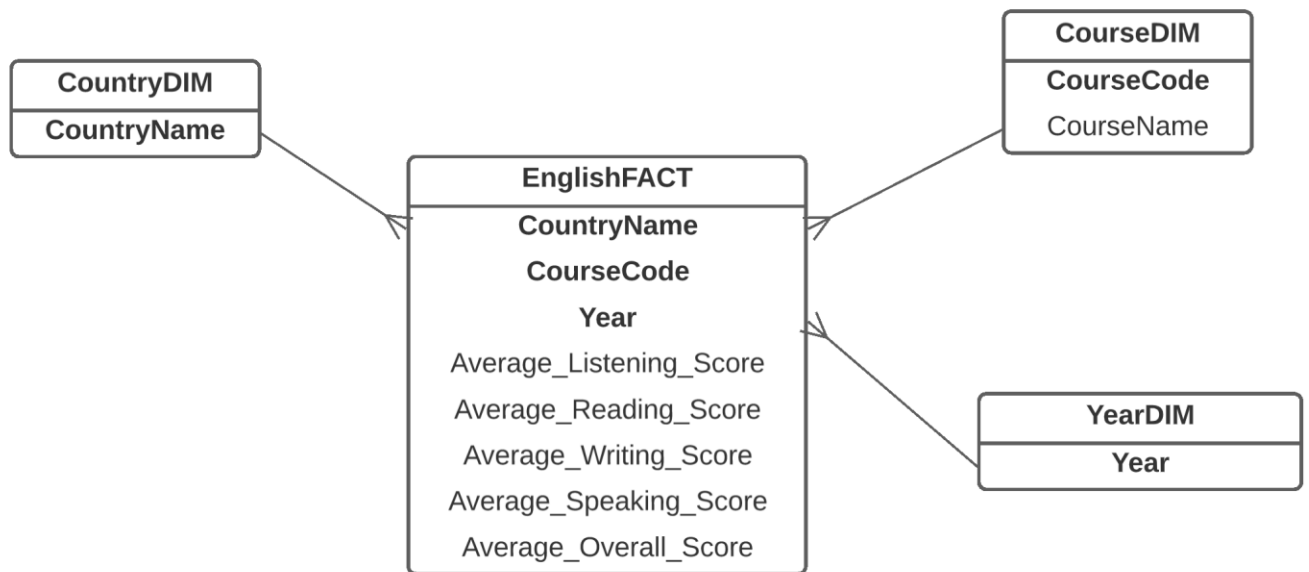 CountryDIM
CountryName
CourseDIM
CourseCode
CourseName
EnglishFACT
CountryName
CourseCode
Year
Average_Listening_Score
Average_Reading_Score
Average_Writing_Score
Average_Speaking_Score
Average_Overall_Score
YearDIM
Year